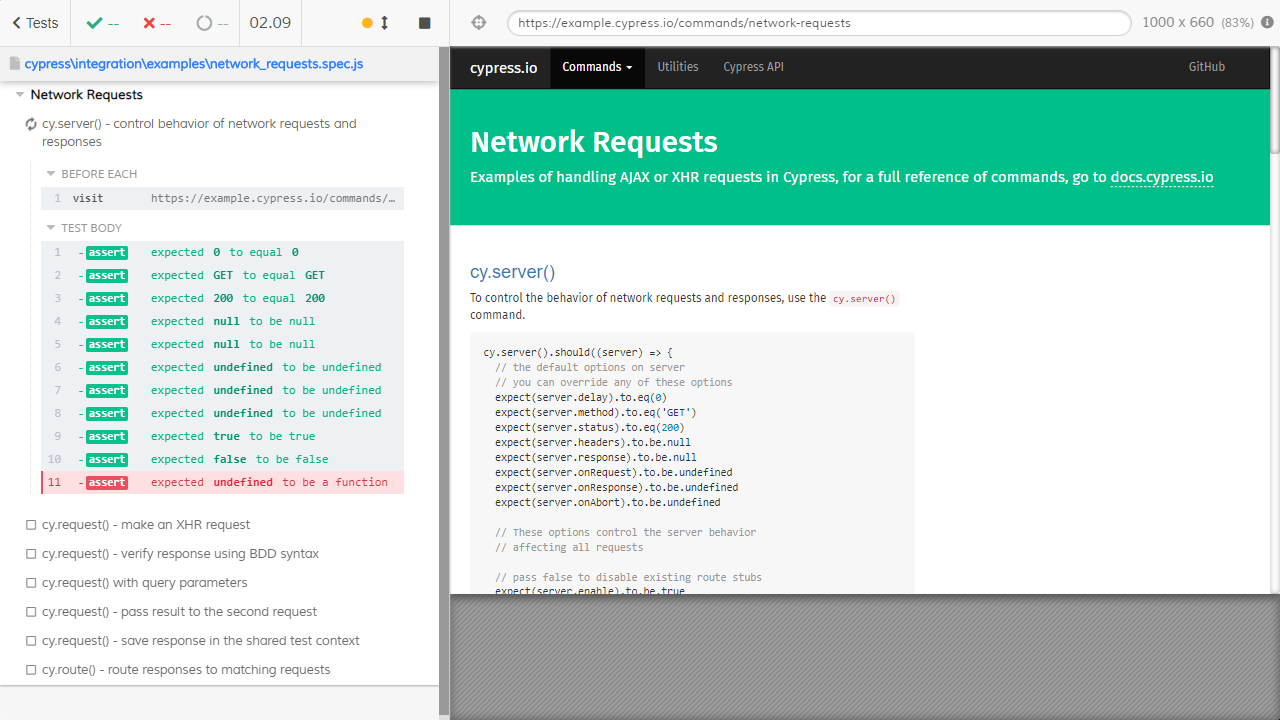 Tests -- -- -- 02.09
https://example.cypress.io/commands/network-requests 1000 x 660 (83%)
cypress\integration\examples\network_requests.spec.js
Network Requests
cy.server() - control behavior of network requests and
responses
BEFORE EACH
1 visit https://example.cypress.io/commands/…
TEST BODY
1 -assert expected 0 to equal 0
2 -assert expected GET to equal GET
3 -assert expected 200 to equal 200
4 -assert expected null to be null
5 -assert expected null to be null
6 -assert expected undefined to be undefined
7 -assert expected undefined to be undefined
8 -assert expected undefined to be undefined
9 -assert expected true to be true
10 -assert expected false to be false
11 -assert expected undefined to be a function
cy.request() - make an XHR request
cy.request() - verify response using BDD syntax
cy.request() with query parameters
cy.request() - pass result to the second request
cy.request() - save response in the shared test context
cy.route() - route responses to matching requests
cypress.io Commands Utilities Cypress API GitHub
Network Requests
Examples of handling AJAX or XHR requests in Cypress, for a full reference of commands, go to docs.cypress.io
cy.server()
To control the behavior of network requests and responses, use the cy.server()
command.
cy.server().should((server) => {
// the default options on server
// you can override any of these options
expect(server.delay).to.eq(0)
expect(server.method).to.eq('GET')
expect(server.status).to.eq(200)
expect(server.headers).to.be.null
expect(server.response).to.be.null
expect(server.onRequest).to.be.undefined
expect(server.onResponse).to.be.undefined
expect(server.onAbort).to.be.undefined
// These options control the server behavior
// affecting all requests
// pass false to disable existing route stubs
expect(server.enable).to.be.true